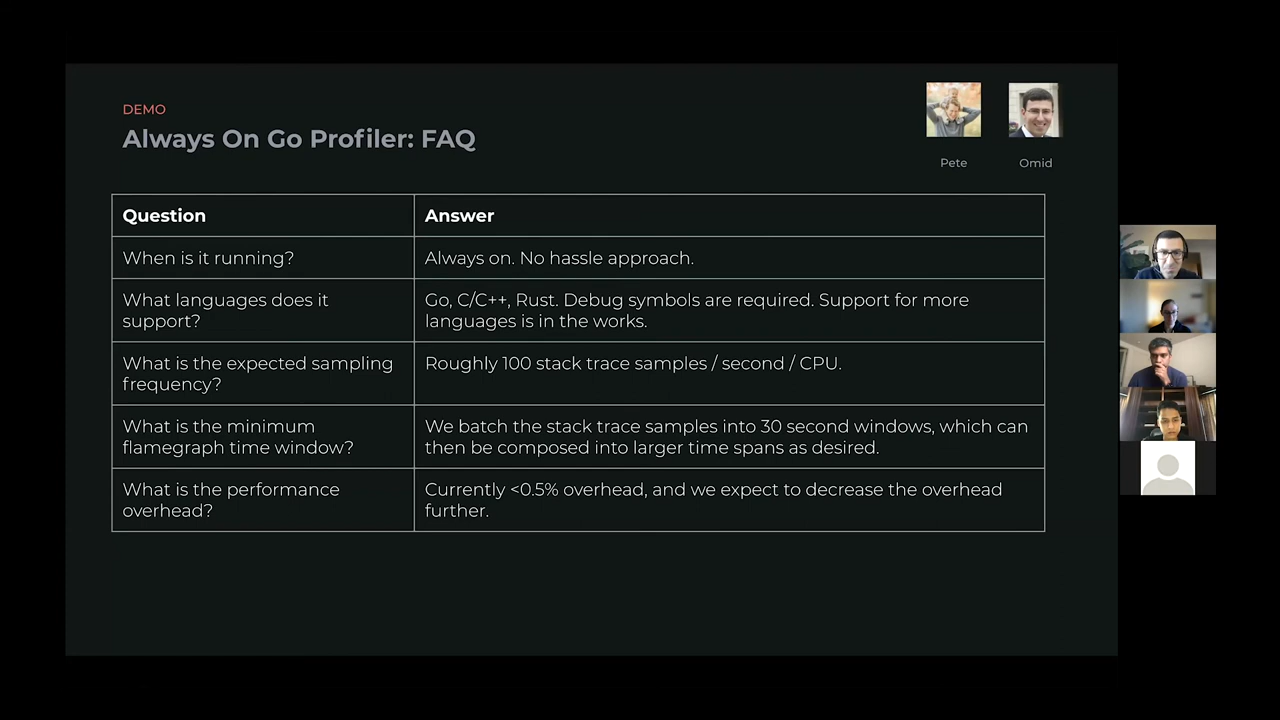 DEMO
Always On Go Profiler: FAQ
Pete
Omid
Question
Answer
When is it running?
Always on. No hassle approach.
What languages does it
support?
Go, C/C++, Rust. Debug symbols are required. Support for more
languages is in the works.
What is the expected sampling
frequency?
Roughly 100 stack trace samples / second / CPU.
What is the minimum
flamegraph time window?
We batch the stack trace samples into 30 second windows, which can
then be composed into larger time spans as desired.
What is the performance
overhead?
Currently <0.5% overhead, and we expect to decrease the overhead
further.